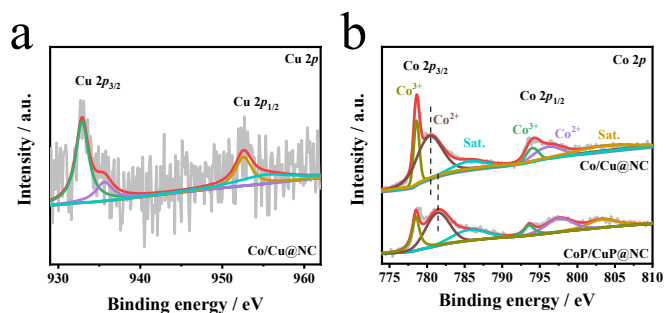 a
Cu 2p
Cu 2p3/2
Cu 2p1/2
Co/Cu@NC
Intensity / a.u.
930 940 950 960
Binding energy / eV
b
Co 2p
Co 2p3/2
Co3+
Co2+
Sat.
Co 2p1/2
Co3+
Co2+
Sat.
Co/Cu@NC
CoP/CuP@NC
Intensity / a.u.
775 780 785 790 795 800 805 810
Binding energy / eV